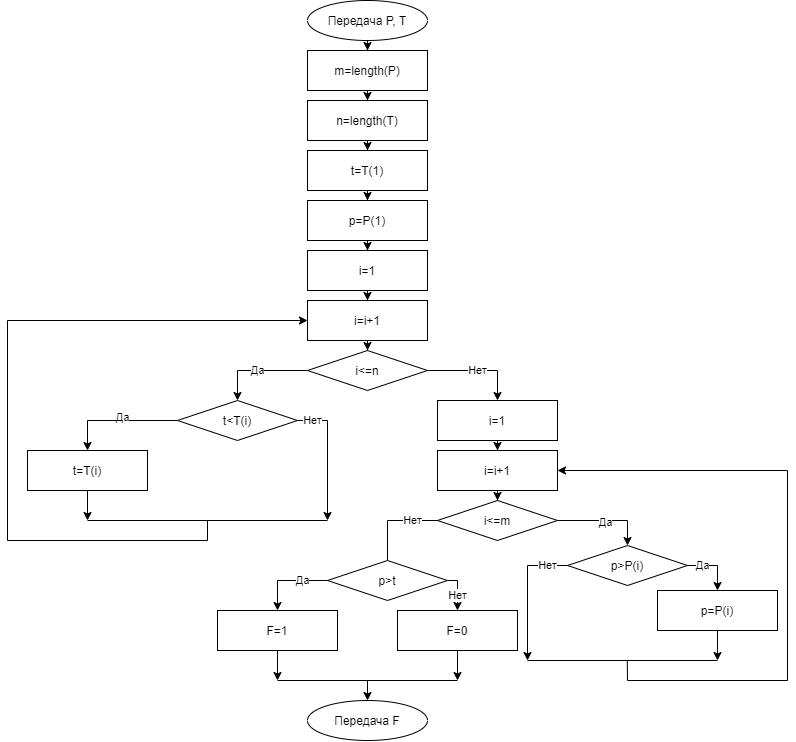 Передача P, T
m=length(P)
n=length(T)
t=T(1)
p=P(1)
i=1
i=i+1
i<=n
Да
Нет
t<T(i)
Да
Нет
t=T(i)
i=1
i=i+1
i<=m
Нет
Да
p>P(i)
Нет
Да
p=P(i)
p>t
Да
Нет
F=1
F=0
Передача F